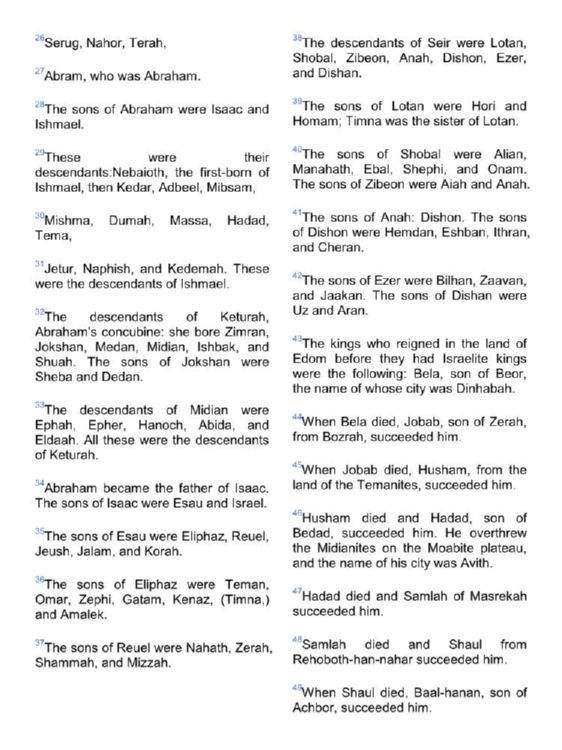 26Serug, Nahor, Terah,
27Abram, who was Abraham.
28The sons of Abraham were Isaac and
Ishmael.
29These were their
descendants:Nebaioth, the first-born of
Ishmael, then Kedar, Adbeel, Mibsam,
30Mishma, Dumah, Massa, Hadad,
Tema,
31Jetur, Naphish, and Kedemah. These
were the descendants of Ishmael.
32The descendants of Keturah,
Abraham's concubine: she bore Zimran,
Jokshan, Medan, Midian, Ishbak, and
Shuah. The sons of Jokshan were
Sheba and Dedan.
33The descendants of Midian were
Ephah, Epher, Hanoch, Abida, and
Eldaah. All these were the descendants
of Keturah.
34Abraham became the father of Isaac.
The sons of Isaac were Esau and Israel.
35The sons of Esau were Eliphaz, Reuel,
Jeush, Jalam, and Korah.
36The sons of Eliphaz were Teman,
Omar, Zephi, Gatam, Kenaz, (Timna,)
and Amalek.
37The sons of Reuel were Nahath, Zerah,
Shammah, and Mizzah.
38The descendants of Seir were Lotan,
Shobal, Zibeon, Anah, Dishon, Ezer,
and Dishan.
39The sons of Lotan were Hori and
Homam; Timna was the sister of Lotan.
40The sons of Shobal were Alian,
Manahath, Ebal, Shephi, and Onam.
The sons of Zibeon were Aiah and Anah.
41The sons of Anah: Dishon. The sons
of Dishon were Hemdan, Eshban, Ithran,
and Cheran.
42The sons of Ezer were Bilhan, Zaavan,
and Jaakan. The sons of Dishan were
Uz and Aran.
43The kings who reigned in the land of
Edom before they had Israelite kings
were the following: Bela, son of Beor,
the name of whose city was Dinhabah.
44When Bela died, Jobab, son of Zerah,
from Bozrah, succeeded him.
45When Jobab died, Husham, from the
land of the Temanites, succeeded him.
46Husham died and Hadad, son of
Bedad, succeeded him. He overthrew
the Midianites on the Moabite plateau,
and the name of his city was Avith.
47Hadad died and Samlah of Masrekah
succeeded him.
48Samlah died and Shaul from
Rehoboth-han-nahar succeeded him.
49When Shaul died, Baal-hanan, son of
Achbor, succeeded him.